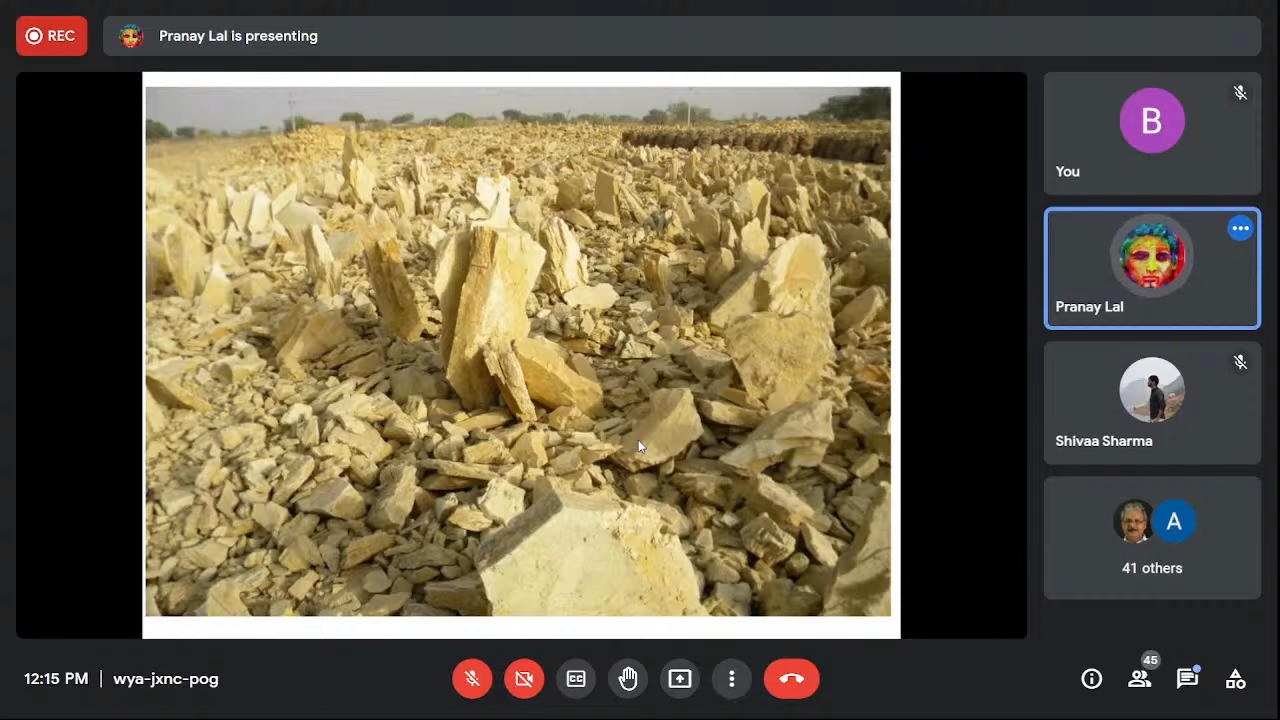 REC
Pranay Lal is presenting
B
You
Pranay Lal
Shivaa Sharma
A
41 others
12:15 PM | wya-jxnc-pog
CC
45